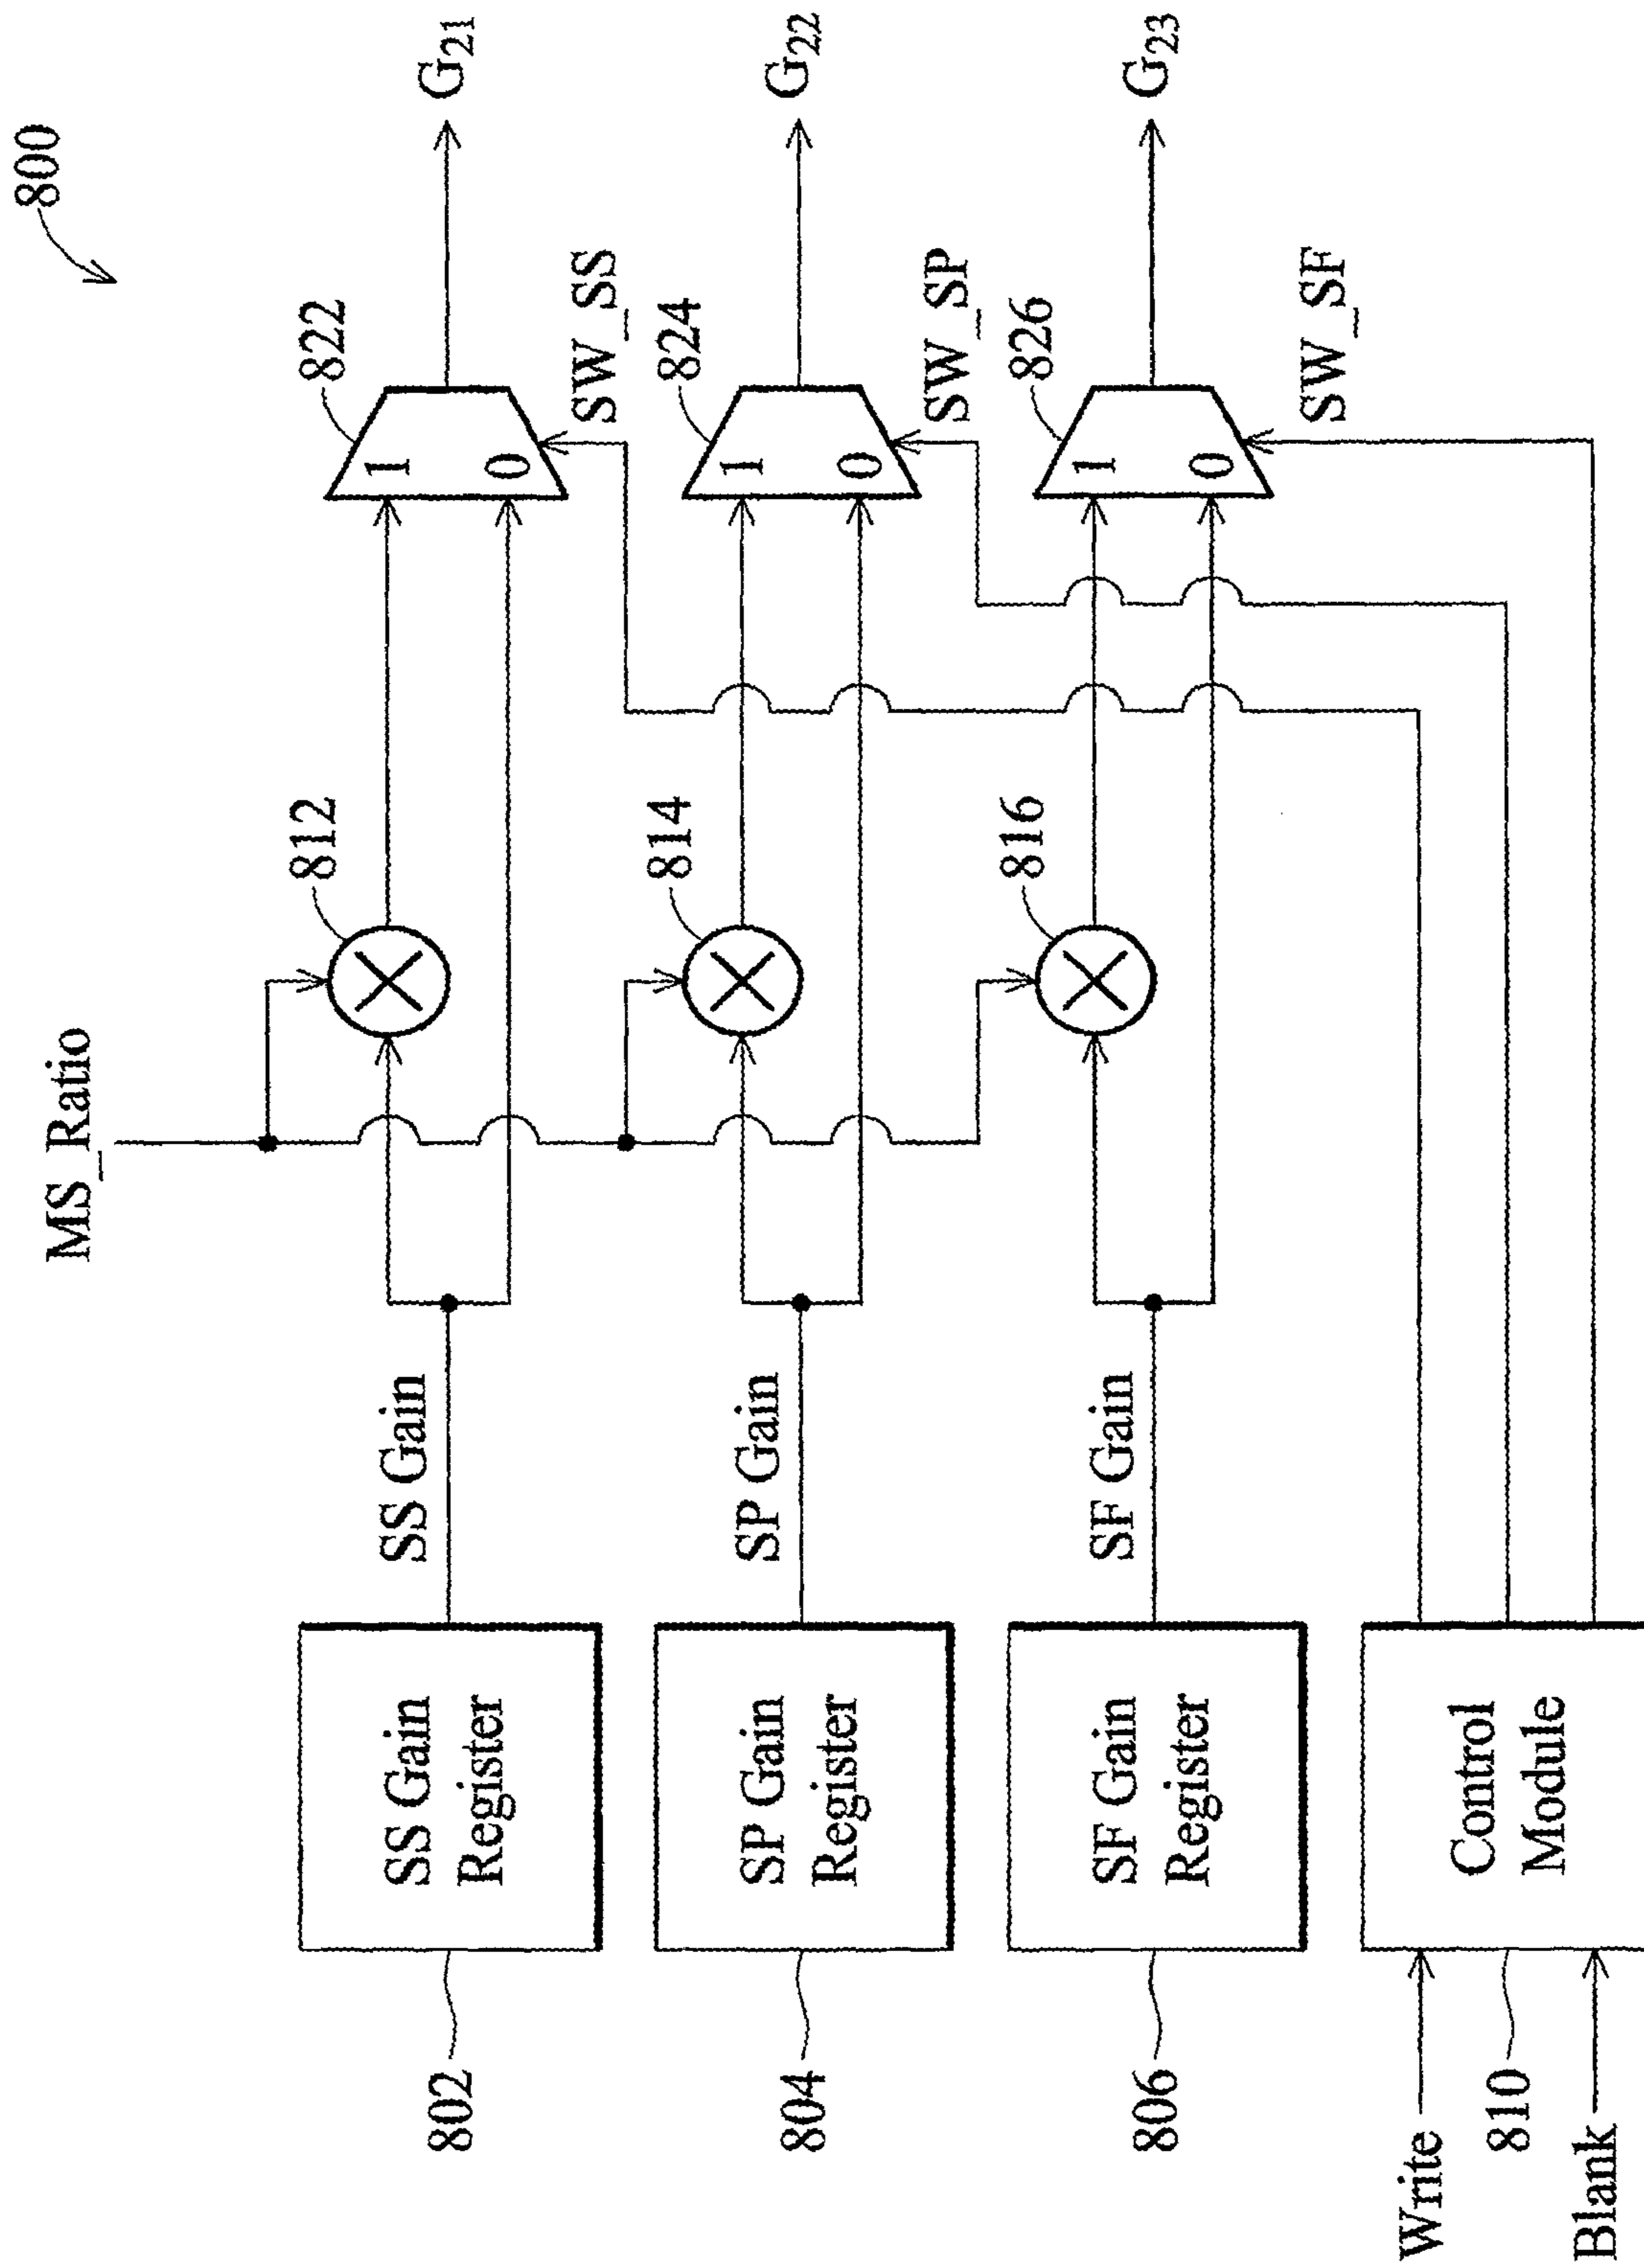 800
MS_Ratio
802
SS Gain
Register
SS Gain
812
822
1
0
SW_SS
G21
804
SP Gain
Register
SP Gain
814
824
1
0
SW_SP
G22
806
SF Gain
Register
SF Gain
816
826
1
0
SW_SF
G23
Write
810
Blank
Control
Module